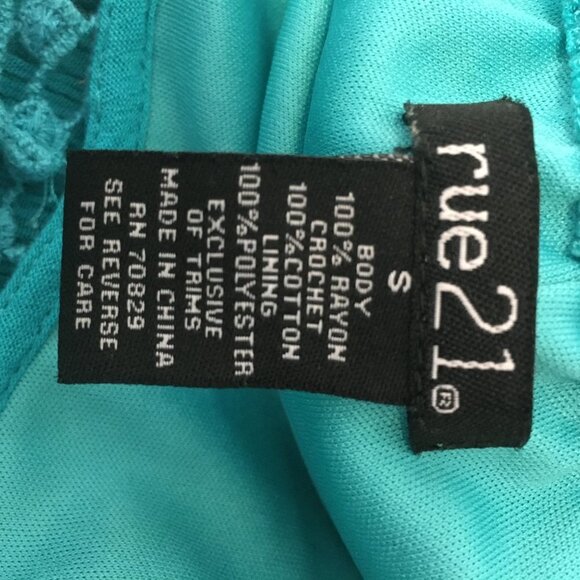 rue21®
S
BODY
100% RAYON
CROCHET
100% COTTON
LINING
100% POLYESTER
EXCLUSIVE
OF TRIMS
MADE IN CHINA
RN 70829
SEE REVERSE
FOR CARE